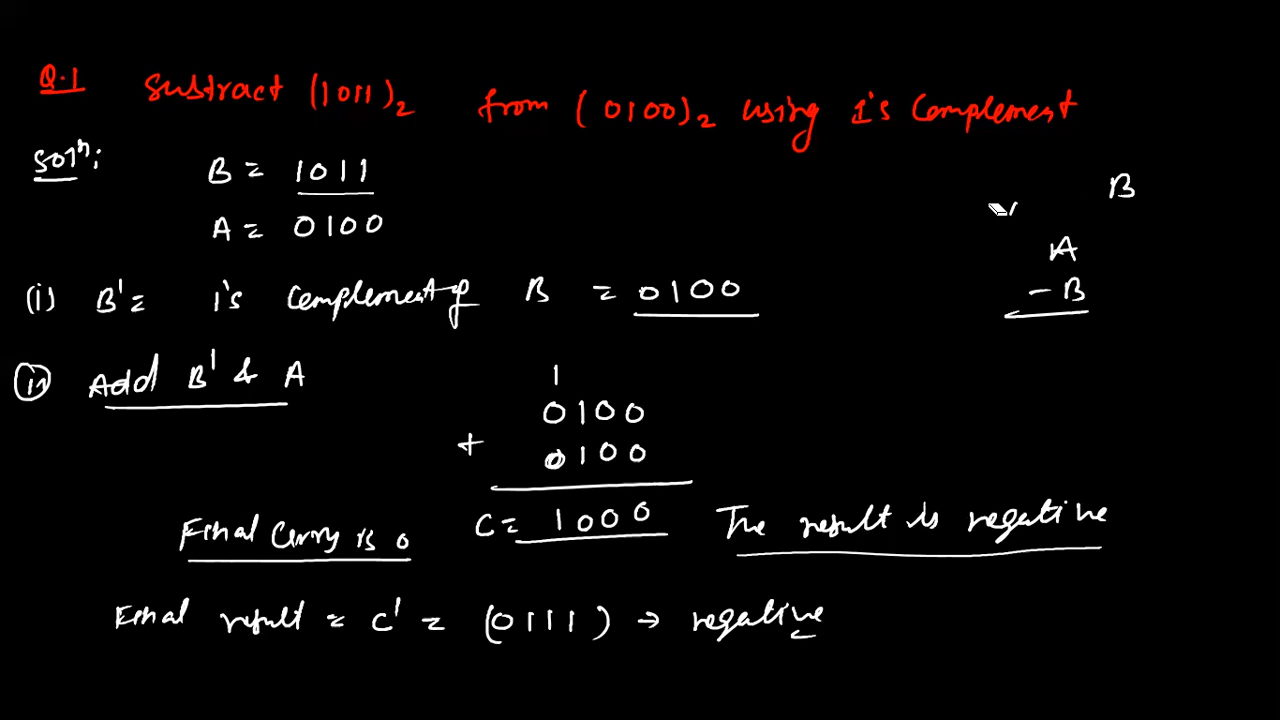 Q.1 Substract (1011)₂ from (0100)₂ using 1's Complement
Solⁿ:
B = 1011
A = 0100
B
A
- B
(i) B' = 1's Complement of B = 0100
(ii) Add B' & A
1
0100
+ 0100
Final Carry is 0 C = 1000 The result is negative
Final result = C' = (0111) → negative